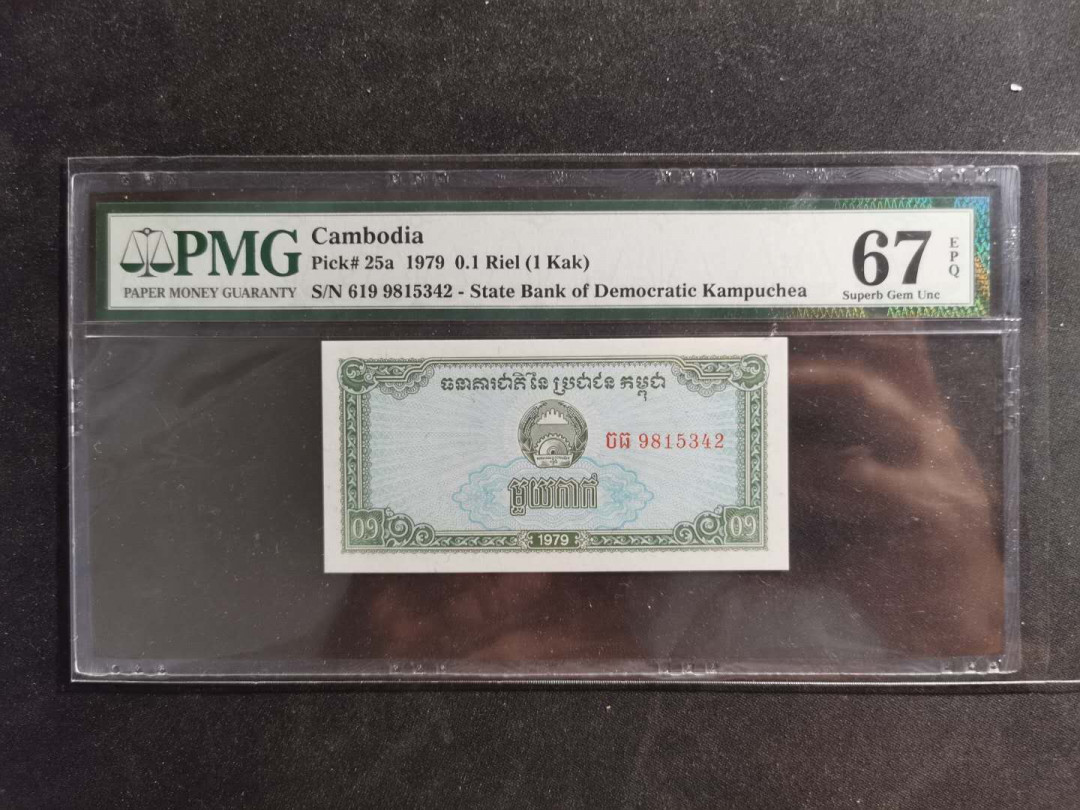 PMG
PAPER MONEY GUARANTY
Cambodia
Pick# 25a 1979 0.1 Riel (1 Kak)
S/N 619 9815342 - State Bank of Democratic Kampuchea
67
EPQ
Superb Gem Unc
ធនាគារជាតិនៃ ប្រជាជន កម្ពុជា
បធ 9815342
មួយកាក់
០១
1979
០១